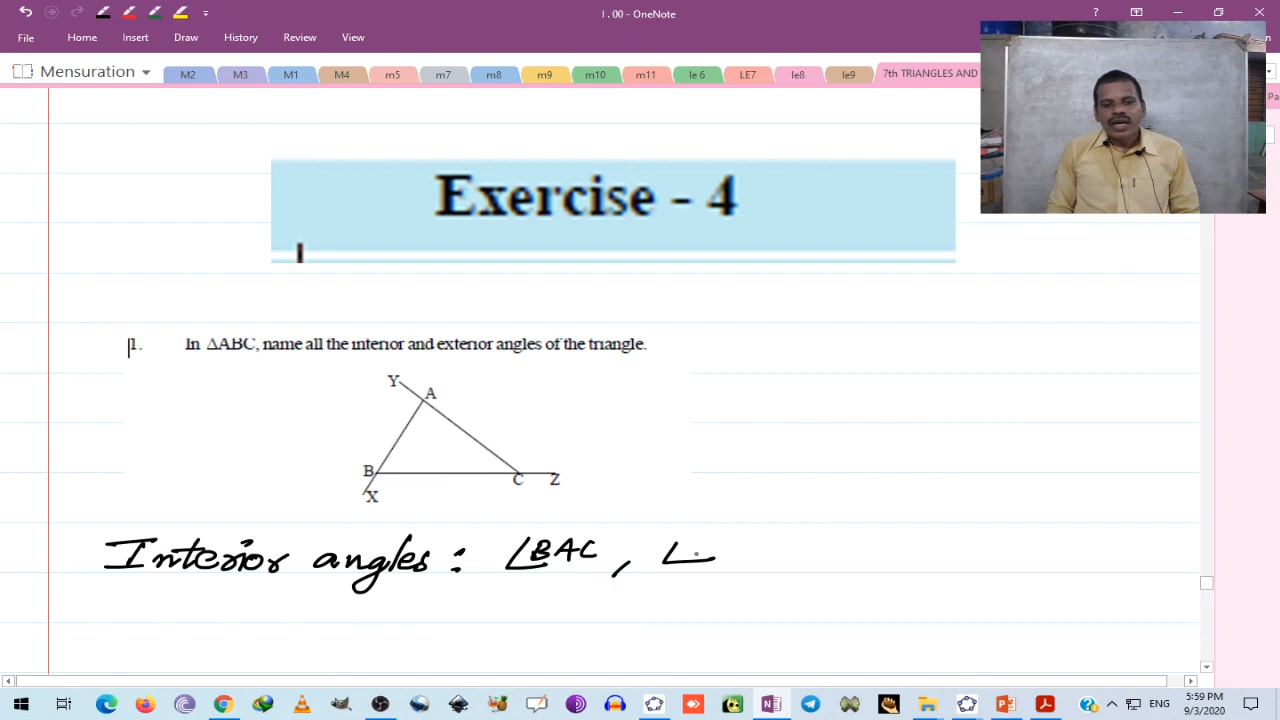 1.00 - OneNote
File Home Insert Draw History Review View
Mensuration M2 M3 M1 M4 m5 m7 m8 m9 m10 m11 le 6 LE7 le8 le9 7th TRIANGLES AND
Pa
Exercise - 4
1. In ΔABC, name all the interior and exterior angles of the triangle.
Y
A
B
C Z
X
Interior angles : ∠BAC , ∠
5:59 PM
ENG
9/3/2020